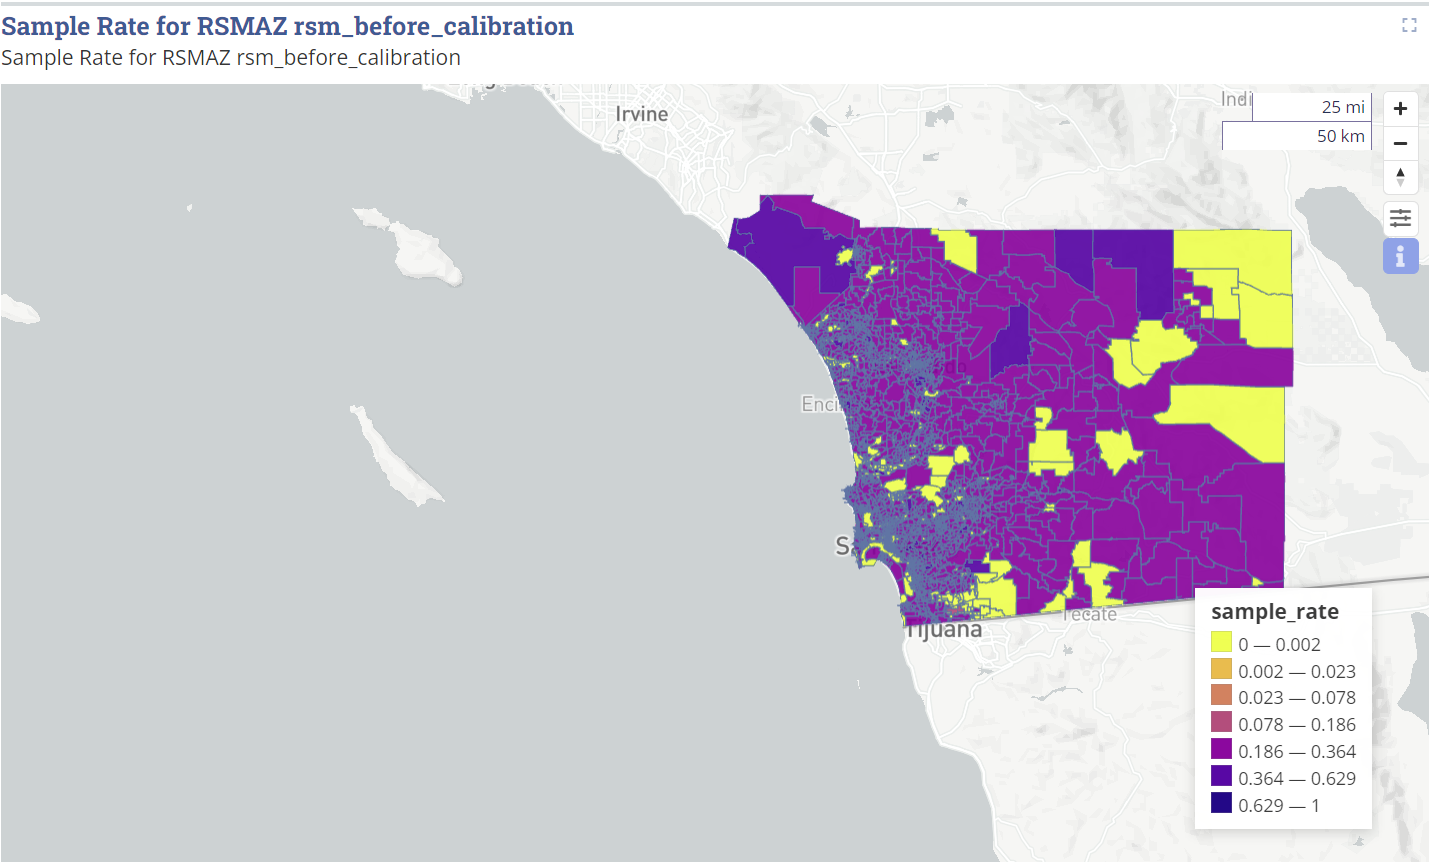 Sample Rate for RSMAZ rsm_before_calibration
Sample Rate for RSMAZ rsm_before_calibration
Irvine
Indi
25 mi
50 km
+
−
i
Enci
S
Tijuana
Tecate
sample_rate
0 — 0.002
0.002 — 0.023
0.023 — 0.078
0.078 — 0.186
0.186 — 0.364
0.364 — 0.629
0.629 — 1